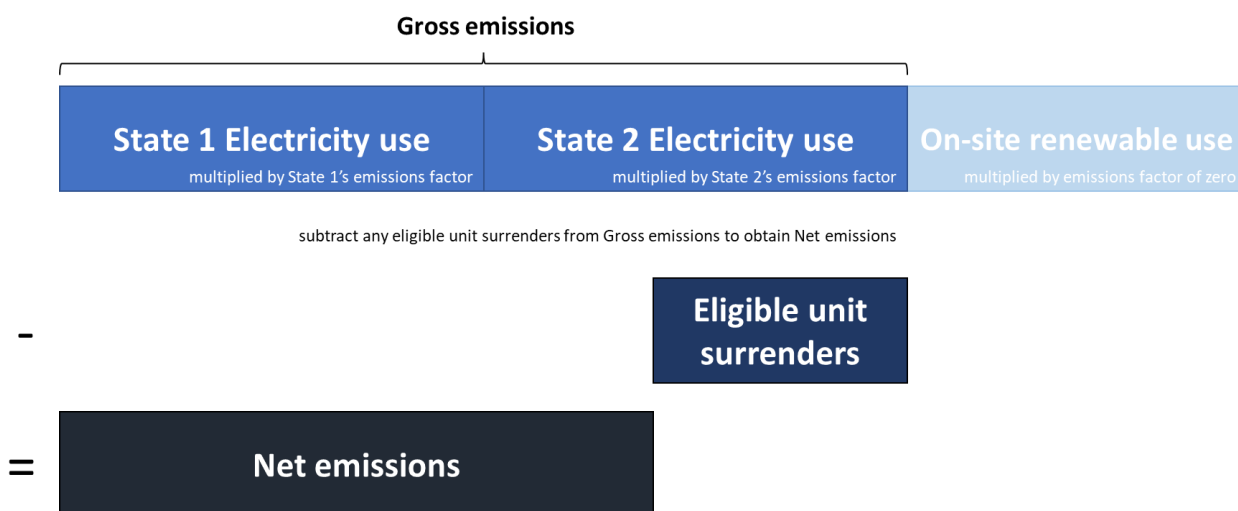 Gross emissions
State 1 Electricity use
multiplied by State 1's emissions factor
State 2 Electricity use
multiplied by State 2's emissions factor
On-site renewable use
multiplied by emissions factor of zero
subtract any eligible unit surrenders from Gross emissions to obtain Net emissions
-
Eligible unit
surrenders
=
Net emissions